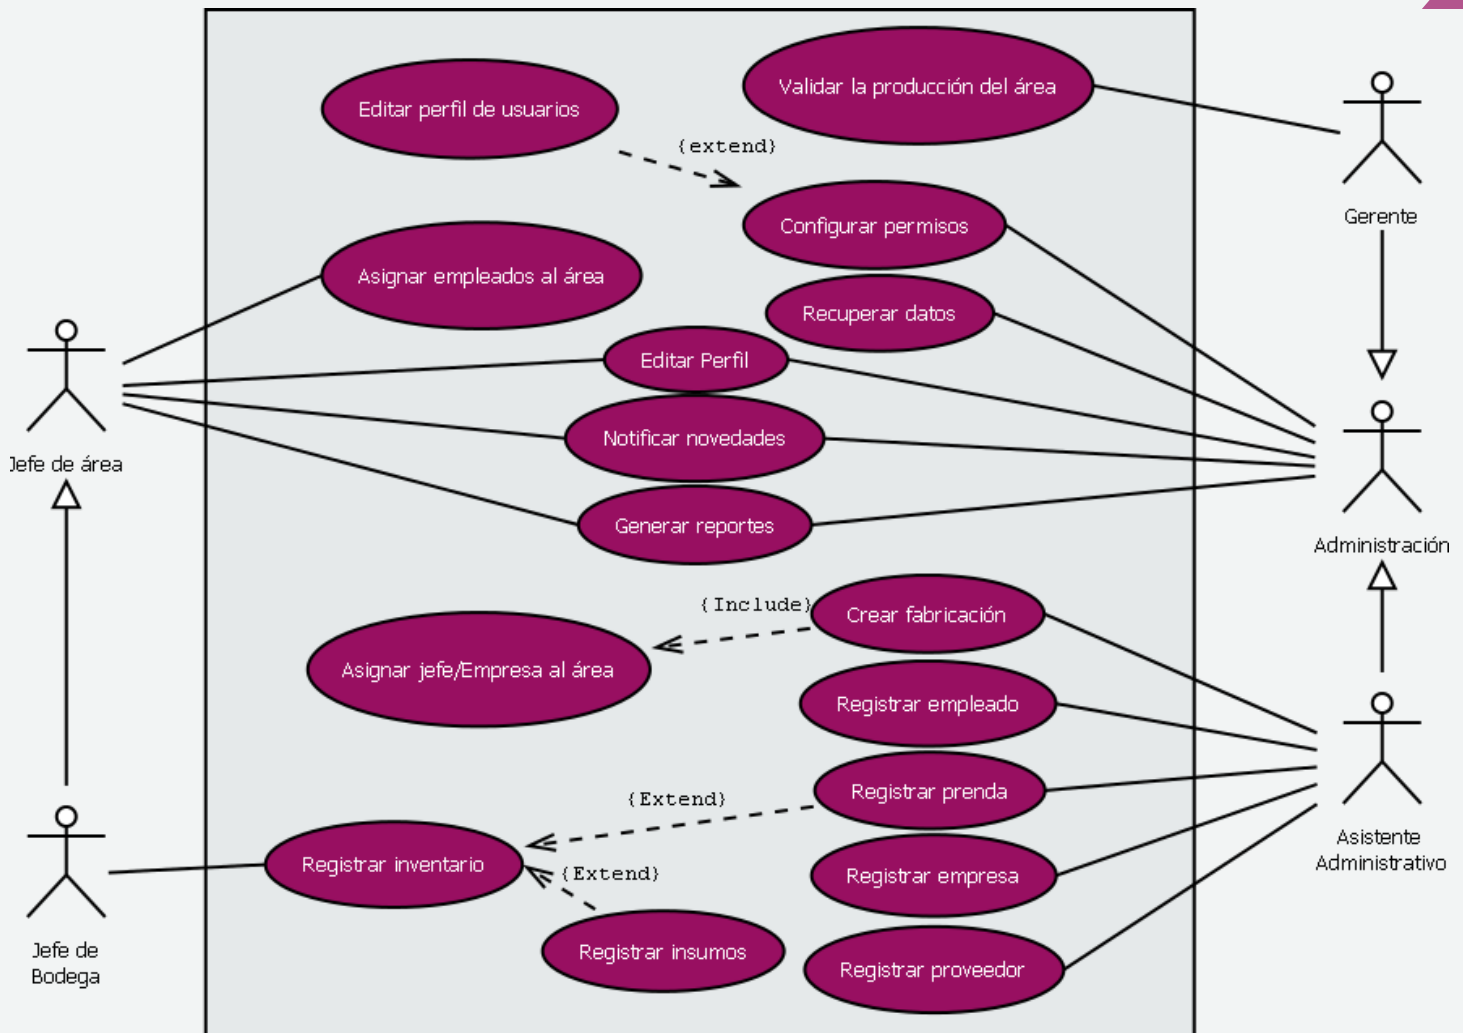 Editar perfil de usuarios
Validar la producción del área
{extend}
Gerente
Configurar permisos
Asignar empleados al área
Recuperar datos
Editar Perfil
Notificar novedades
Jefe de área
Generar reportes
Administración
{Include}
Crear fabricación
Asignar jefe/Empresa al área
Registrar empleado
{Extend}
Registrar prenda
Asistente
Administrativo
Registrar inventario
{Extend}
Registrar empresa
Jefe de
Bodega
Registrar insumos
Registrar proveedor